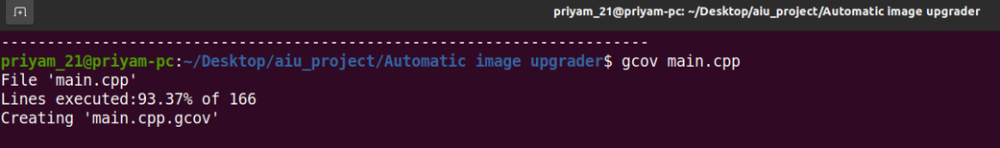 priyam_21@priyam-pc: ~/Desktop/aiu_project/Automatic image upgrader
------------------------------------------------------------------------
priyam_21@priyam-pc:~/Desktop/aiu_project/Automatic image upgrader$ gcov main.cpp
File 'main.cpp'
Lines executed:93.37% of 166
Creating 'main.cpp.gcov'